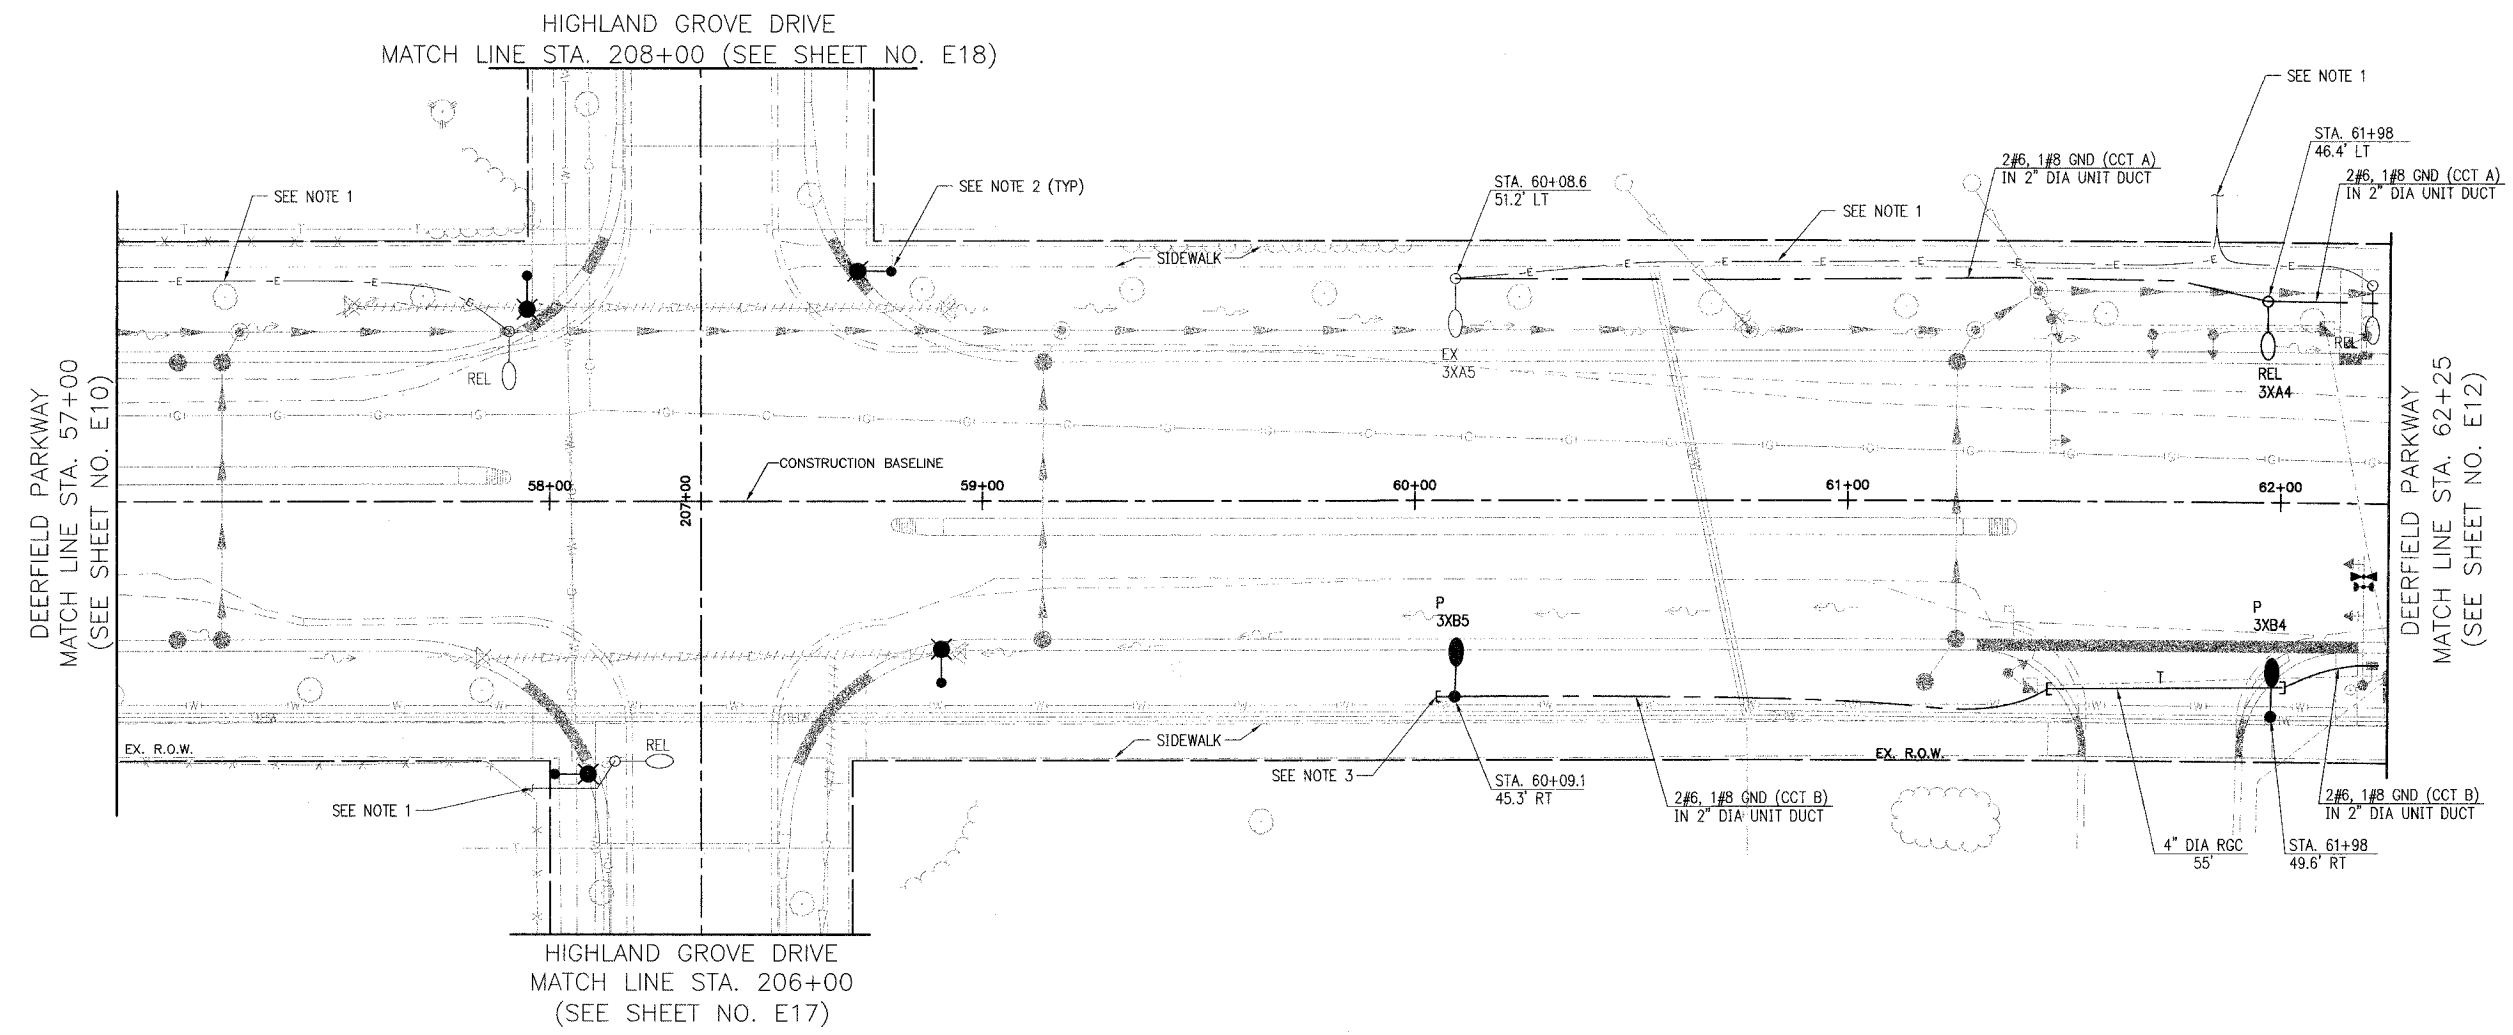 HIGHLAND GROVE DRIVE
MATCH LINE STA. 208+00 (SEE SHEET NO. E18)
SEE NOTE 1
SEE NOTE 2 (TYP)
STA. 60+08.6
51.2' LT
2#6, 1#8 GND (CCT A)
IN 2" DIA UNIT DUCT
SEE NOTE 1
STA. 61+98
46.4' LT
2#6, 1#8 GND (CCT A)
IN 2" DIA UNIT DUCT
SEE NOTE 1
SIDEWALK
REL
EX
3XA5
REL
3XA4
REL
DEERFIELD PARKWAY
MATCH LINE STA. 57+00
(SEE SHEET NO. E10)
CONSTRUCTION BASELINE
58+00
207+00
59+00
60+00
61+00
62+00
DEERFIELD PARKWAY
MATCH LINE STA. 62+25
(SEE SHEET NO. E12)
P
3XB5
P
3XB4
T
EX. R.O.W.
REL
SIDEWALK
EX. R.O.W.
SEE NOTE 1
SEE NOTE 3
STA. 60+09.1
45.3' RT
2#6, 1#8 GND (CCT B)
IN 2" DIA UNIT DUCT
2#6, 1#8 GND (CCT B)
IN 2" DIA UNIT DUCT
4" DIA RGC
55'
STA. 61+98
49.6' RT
HIGHLAND GROVE DRIVE
MATCH LINE STA. 206+00
(SEE SHEET NO. E17)